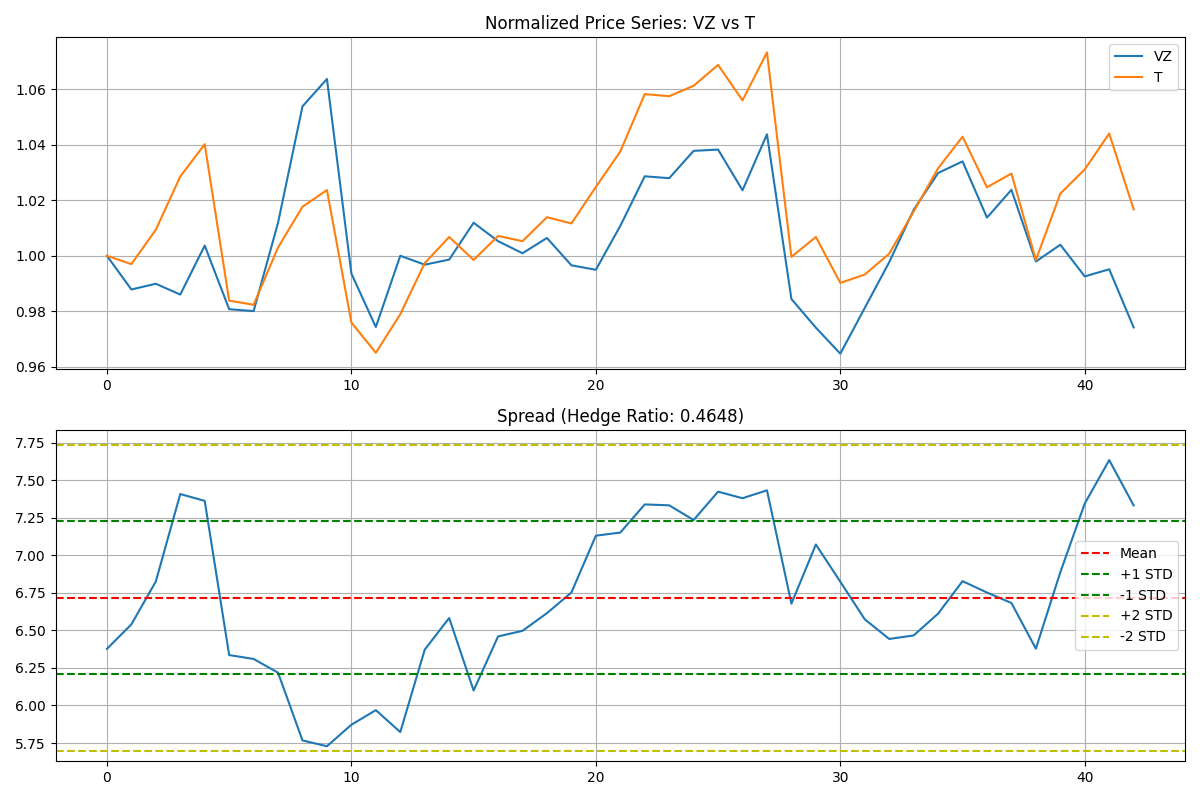 Normalized Price Series: VZ vs T
VZ
T
1.06
1.04
1.02
1.00
0.98
0.96
0 10 20 30 40
Spread (Hedge Ratio: 0.4648)
7.75
7.50
7.25
7.00
6.75
6.50
6.25
6.00
5.75
Mean
+1 STD
-1 STD
+2 STD
-2 STD
0 10 20 30 40